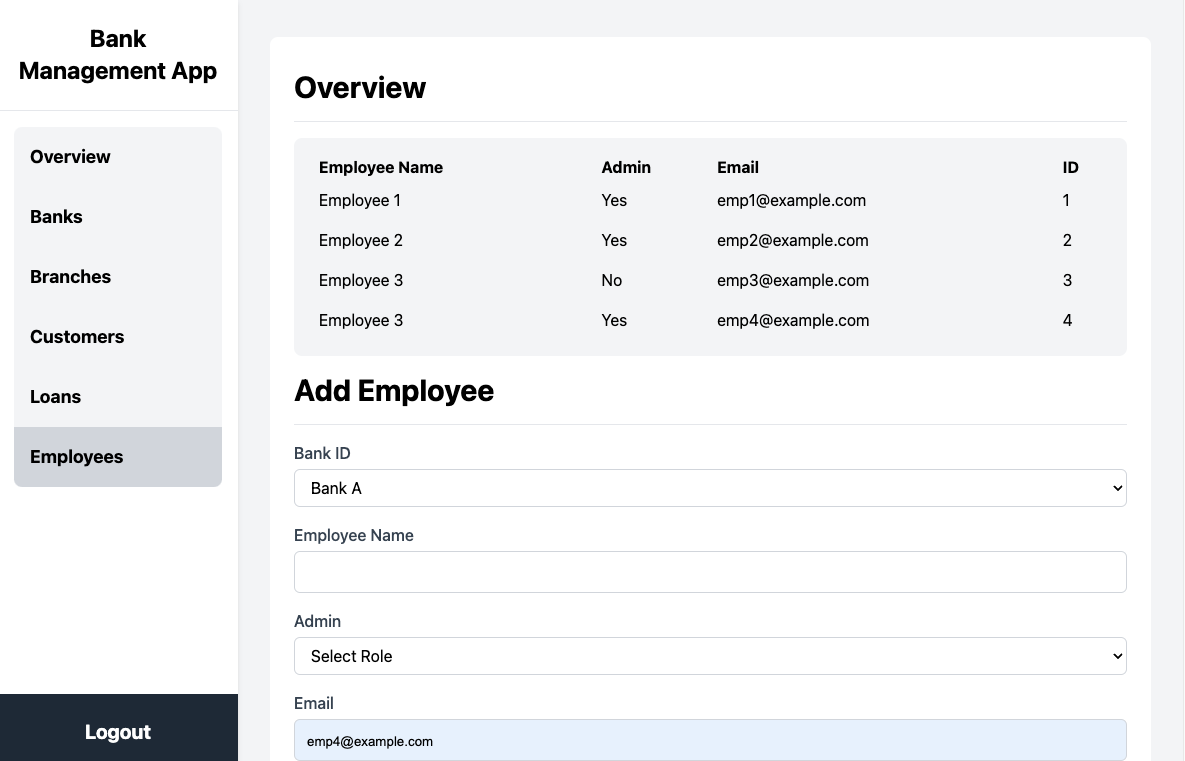 Bank
Management App
Overview
Banks
Branches
Customers
Loans
Employees
Logout
Overview
Employee Name Admin Email ID
Employee 1 Yes emp1@example.com 1
Employee 2 Yes emp2@example.com 2
Employee 3 No emp3@example.com 3
Employee 3 Yes emp4@example.com 4
Add Employee
Bank ID
Bank A
Employee Name
Admin
Select Role
Email
emp4@example.com